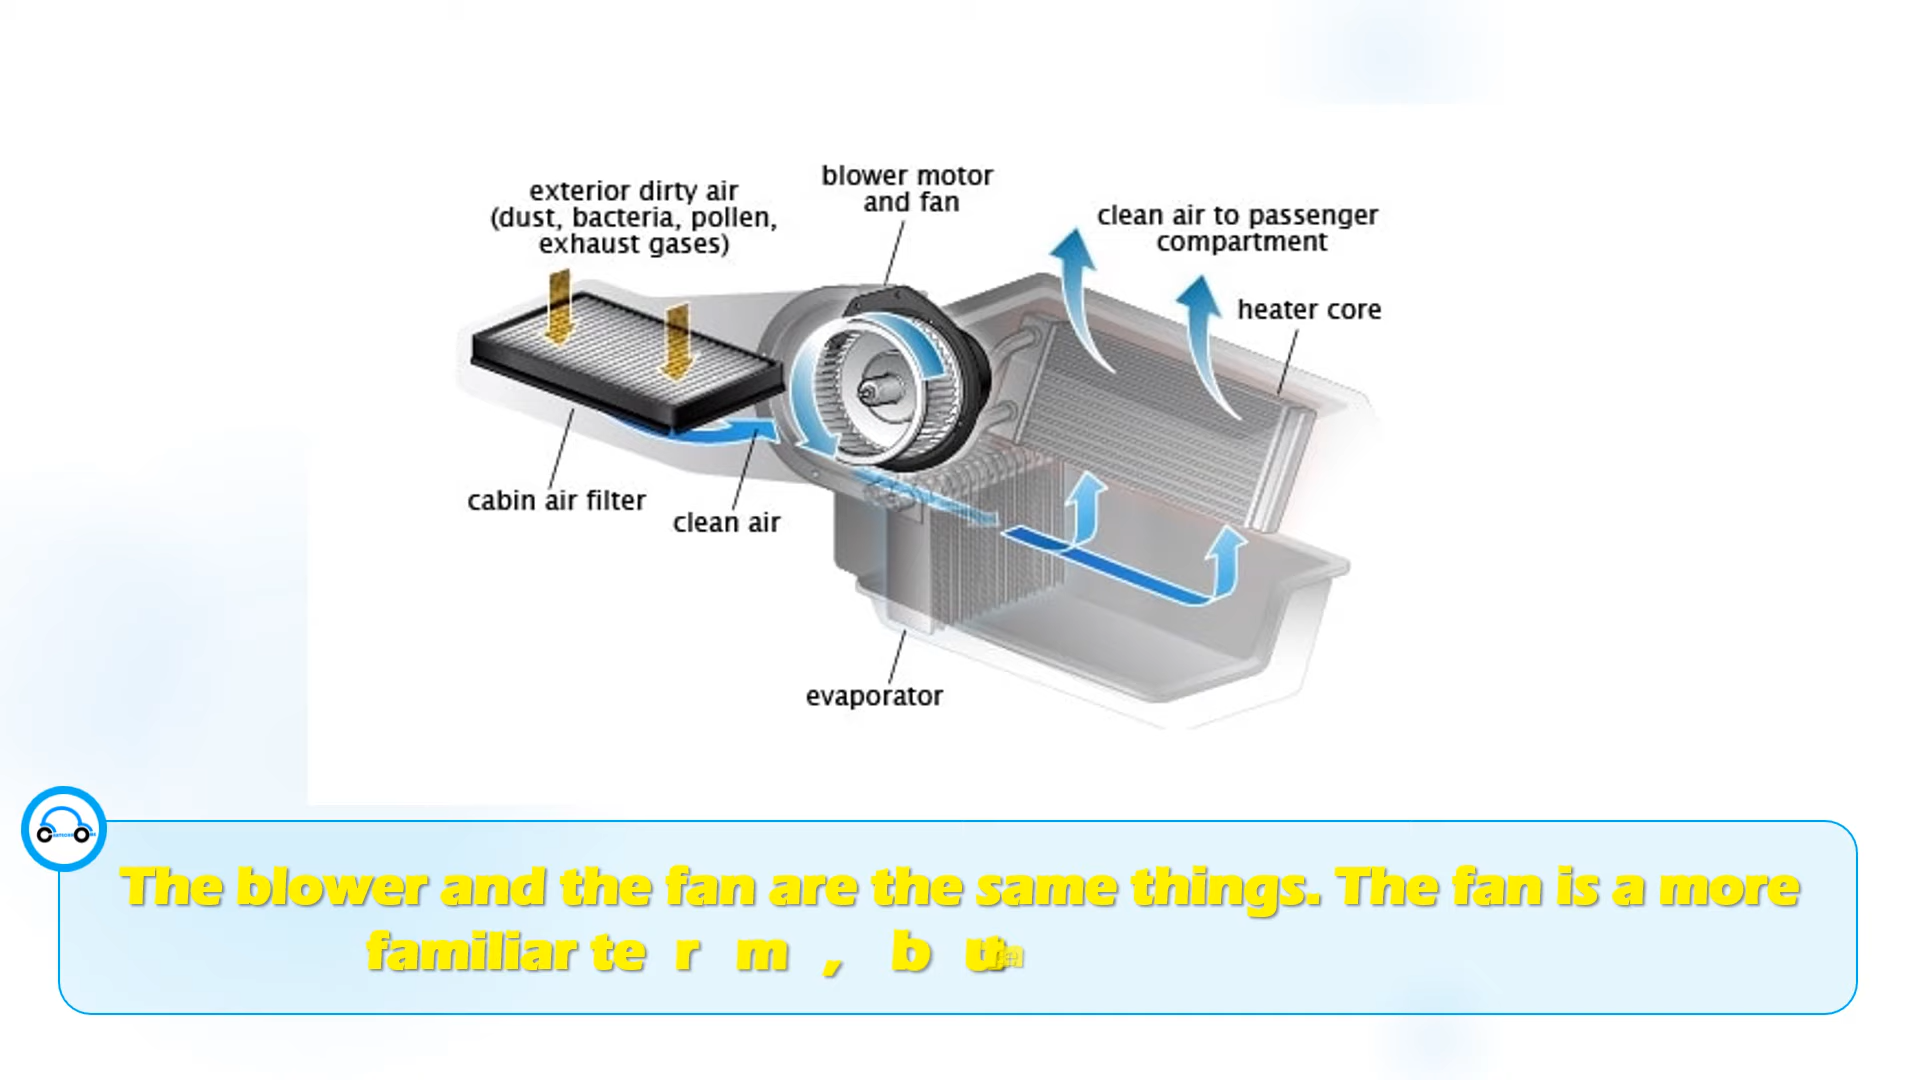 exterior dirty air
(dust, bacteria, pollen,
exhaust gases)
blower motor
and fan
clean air to passenger
compartment
heater core
cabin air filter
clean air
evaporator
The blower and the fan are the same things. The fan is a more
familiar term, but